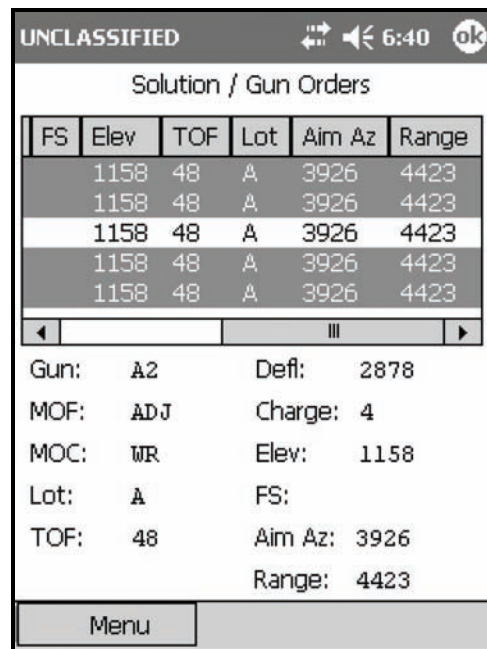 UNCLASSIFIED 6:40 ok
Solution / Gun Orders
FS Elev TOF Lot Aim Az Range
1158 48 A 3926 4423
1158 48 A 3926 4423
1158 48 A 3926 4423
1158 48 A 3926 4423
1158 48 A 3926 4423
Gun: A2 Defl: 2878
MOF: ADJ Charge: 4
MOC: WR Elev: 1158
Lot: A FS:
TOF: 48 Aim Az: 3926
Range: 4423
Menu